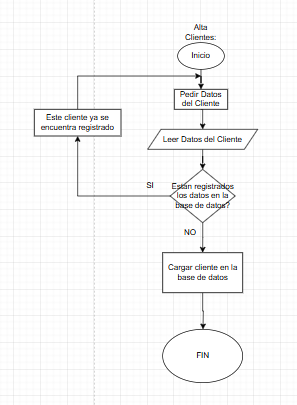 Alta
Clientes:
Inicio
Pedir Datos
del Cliente
Este cliente ya se
encuentra registrado
Leer Datos del Cliente
SI
Estan registrados
los datos en la
base de datos?
NO
Cargar cliente en la
base de datos
FIN